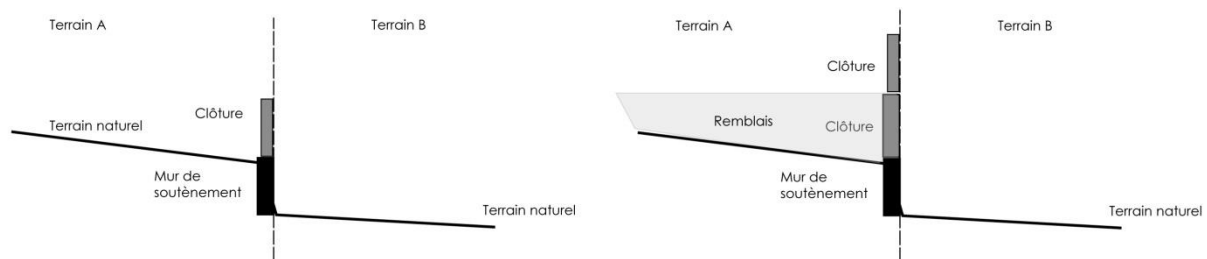 Terrain A
Terrain B
Clôture
Terrain naturel
Mur de
soutènement
Terrain naturel
Terrain A
Terrain B
Clôture
Remblais
Clôture
Mur de
soutènement
Terrain naturel